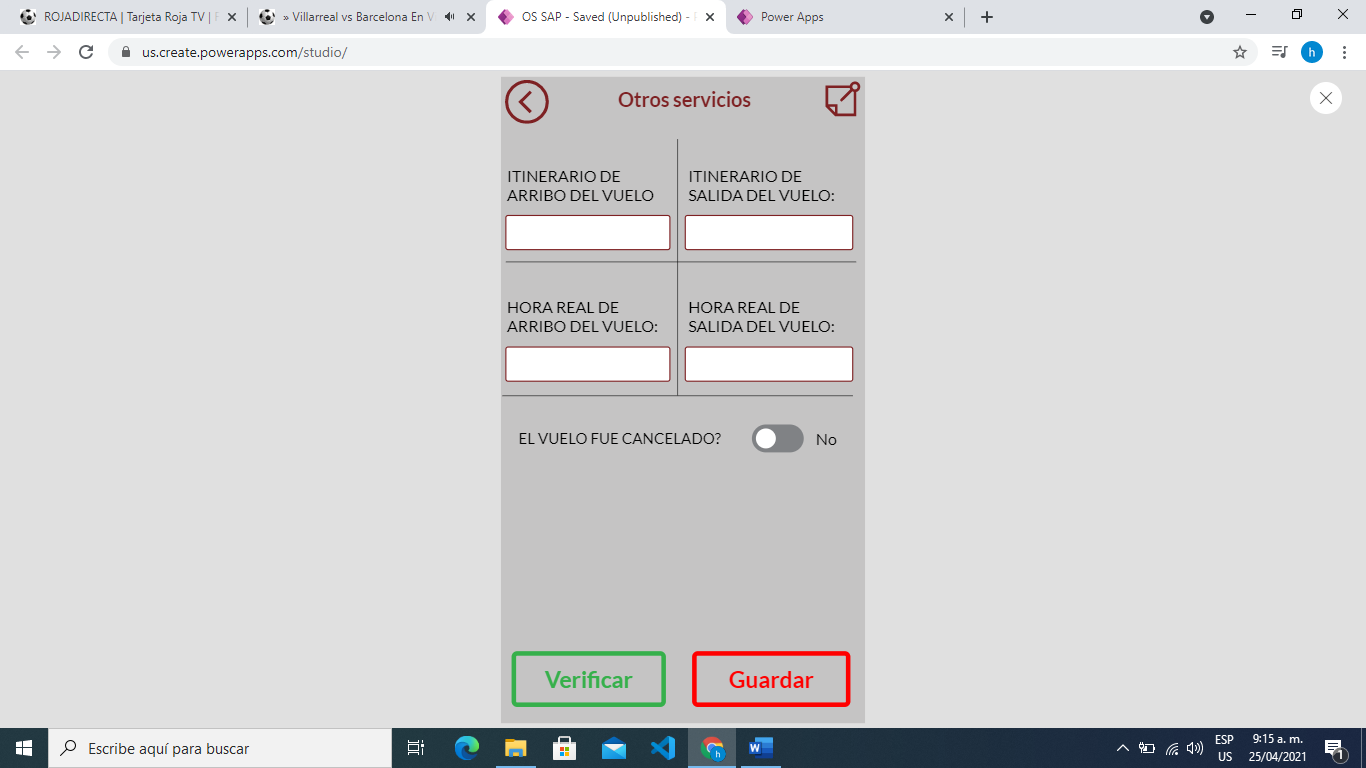 ROJADIRECTA | Tarjeta Roja TV |
» Villarreal vs Barcelona En V
OS SAP - Saved (Unpublished) -
Power Apps
us.create.powerapps.com/studio/
h
Otros servicios
ITINERARIO DE
ARRIBO DEL VUELO
ITINERARIO DE
SALIDA DEL VUELO:
HORA REAL DE
ARRIBO DEL VUELO:
HORA REAL DE
SALIDA DEL VUELO:
EL VUELO FUE CANCELADO?
No
Verificar
Guardar
Escribe aquí para buscar
h
ESP
US
9:15 a. m.
25/04/2021
1